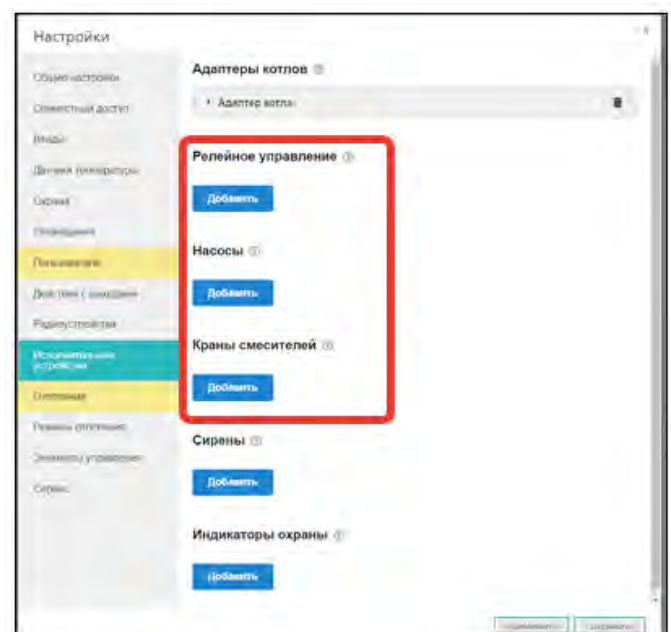 Настройки
Общие настройки
Совместный доступ
Входы
Датчики температуры
Охрана
Оповещения
Пользователи
Действия с выходами
Радиоустройства
Исполнительные
устройства
Отопление
Режимы отопления
Элементы управления
Сервис
Адаптеры котлов
Адаптер котла
Релейное управление
Добавить
Насосы
Добавить
Краны смесителей
Добавить
Сирены
Добавить
Индикаторы охраны
Добавить